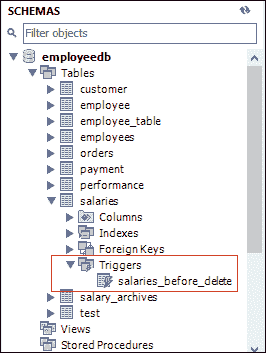 SCHEMAS
Filter objects
employeedb
Tables
customer
employee
employee_table
employees
orders
payment
performance
salaries
Columns
Indexes
Foreign Keys
Triggers
salaries_before_delete
salary_archives
test
Views
Stored Procedures